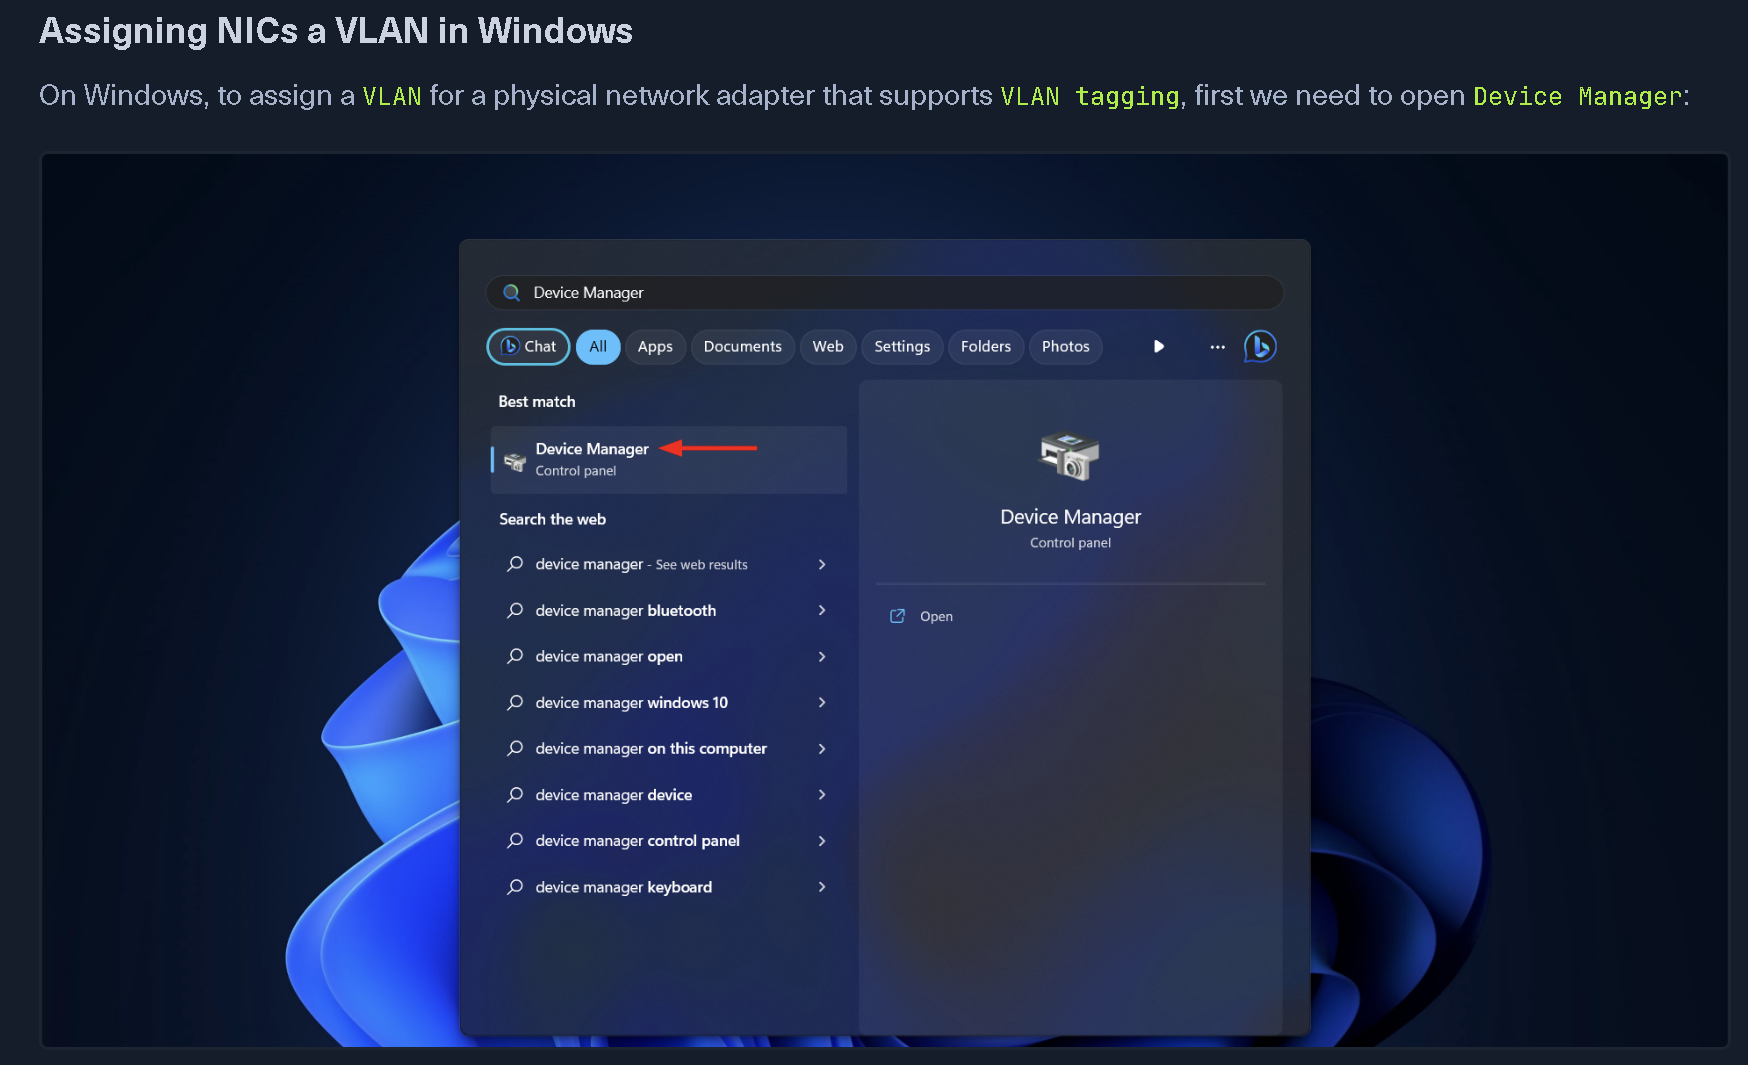 Assigning NICs a VLAN in Windows
On Windows, to assign a VLAN for a physical network adapter that supports VLAN tagging, first we need to open Device Manager:
Device Manager
Chat All Apps Documents Web Settings Folders Photos ...
Best match
Device Manager
Control panel
Search the web
device manager - See web results
device manager bluetooth
device manager open
device manager windows 10
device manager on this computer
device manager device
device manager control panel
device manager keyboard
Device Manager
Control panel
Open